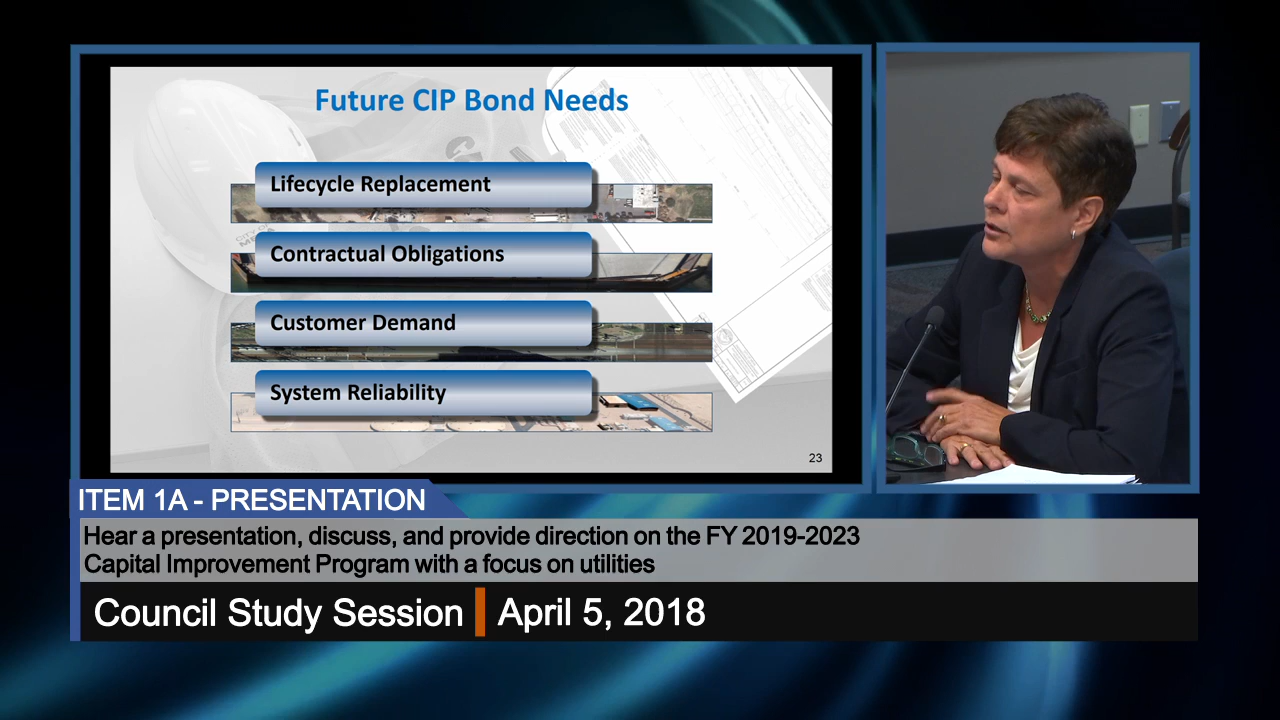 Future CIP Bond Needs
Lifecycle Replacement
Contractual Obligations
Customer Demand
System Reliability
23
ITEM 1A - PRESENTATION
Hear a presentation, discuss, and provide direction on the FY 2019-2023
Capital Improvement Program with a focus on utilities
Council Study Session
April 5, 2018